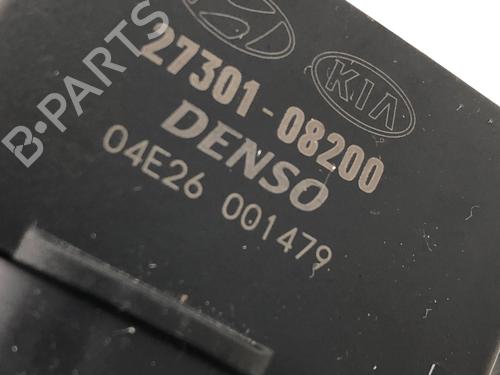 KIA
27301-08200
DENSO
04E26 001479
B-PARTS